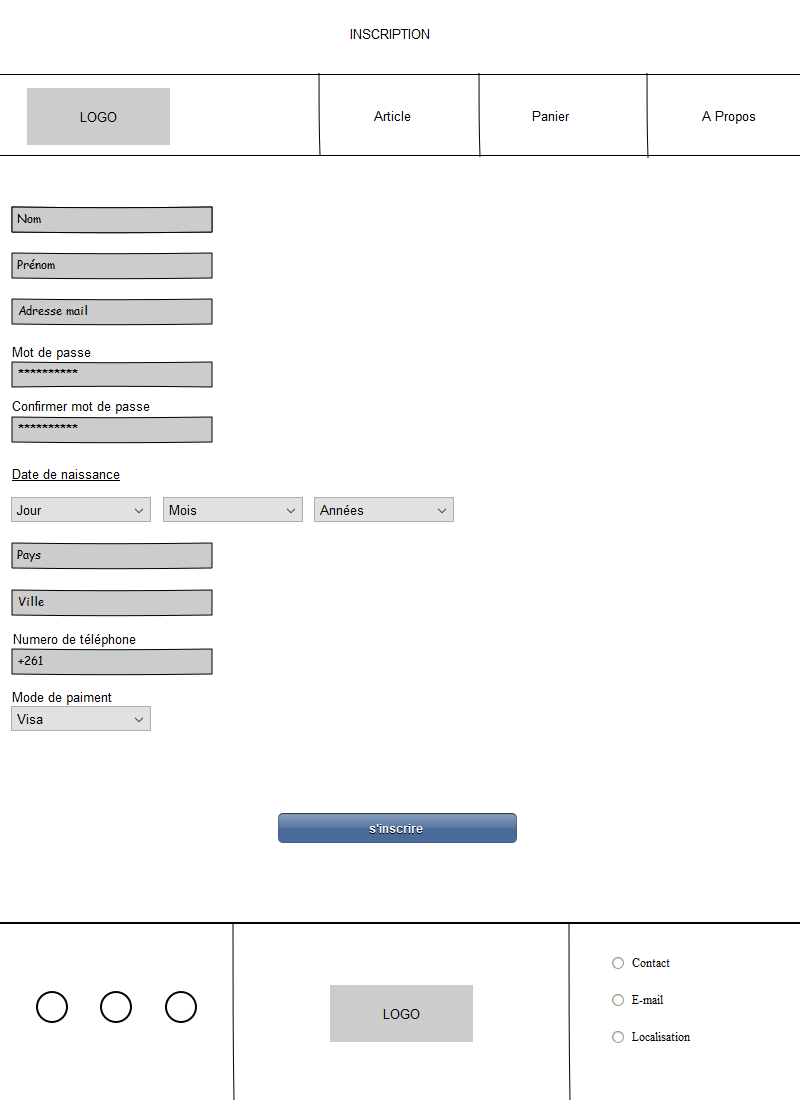 INSCRIPTION
LOGO Article Panier A Propos
Nom
Prénom
Adresse mail
Mot de passe
**********
Confirmer mot de passe
**********
Date de naissance
Jour Mois Années
Pays
Ville
Numero de téléphone
+261
Mode de paiment
Visa
s'inscrire
LOGO
Contact
E-mail
Localisation